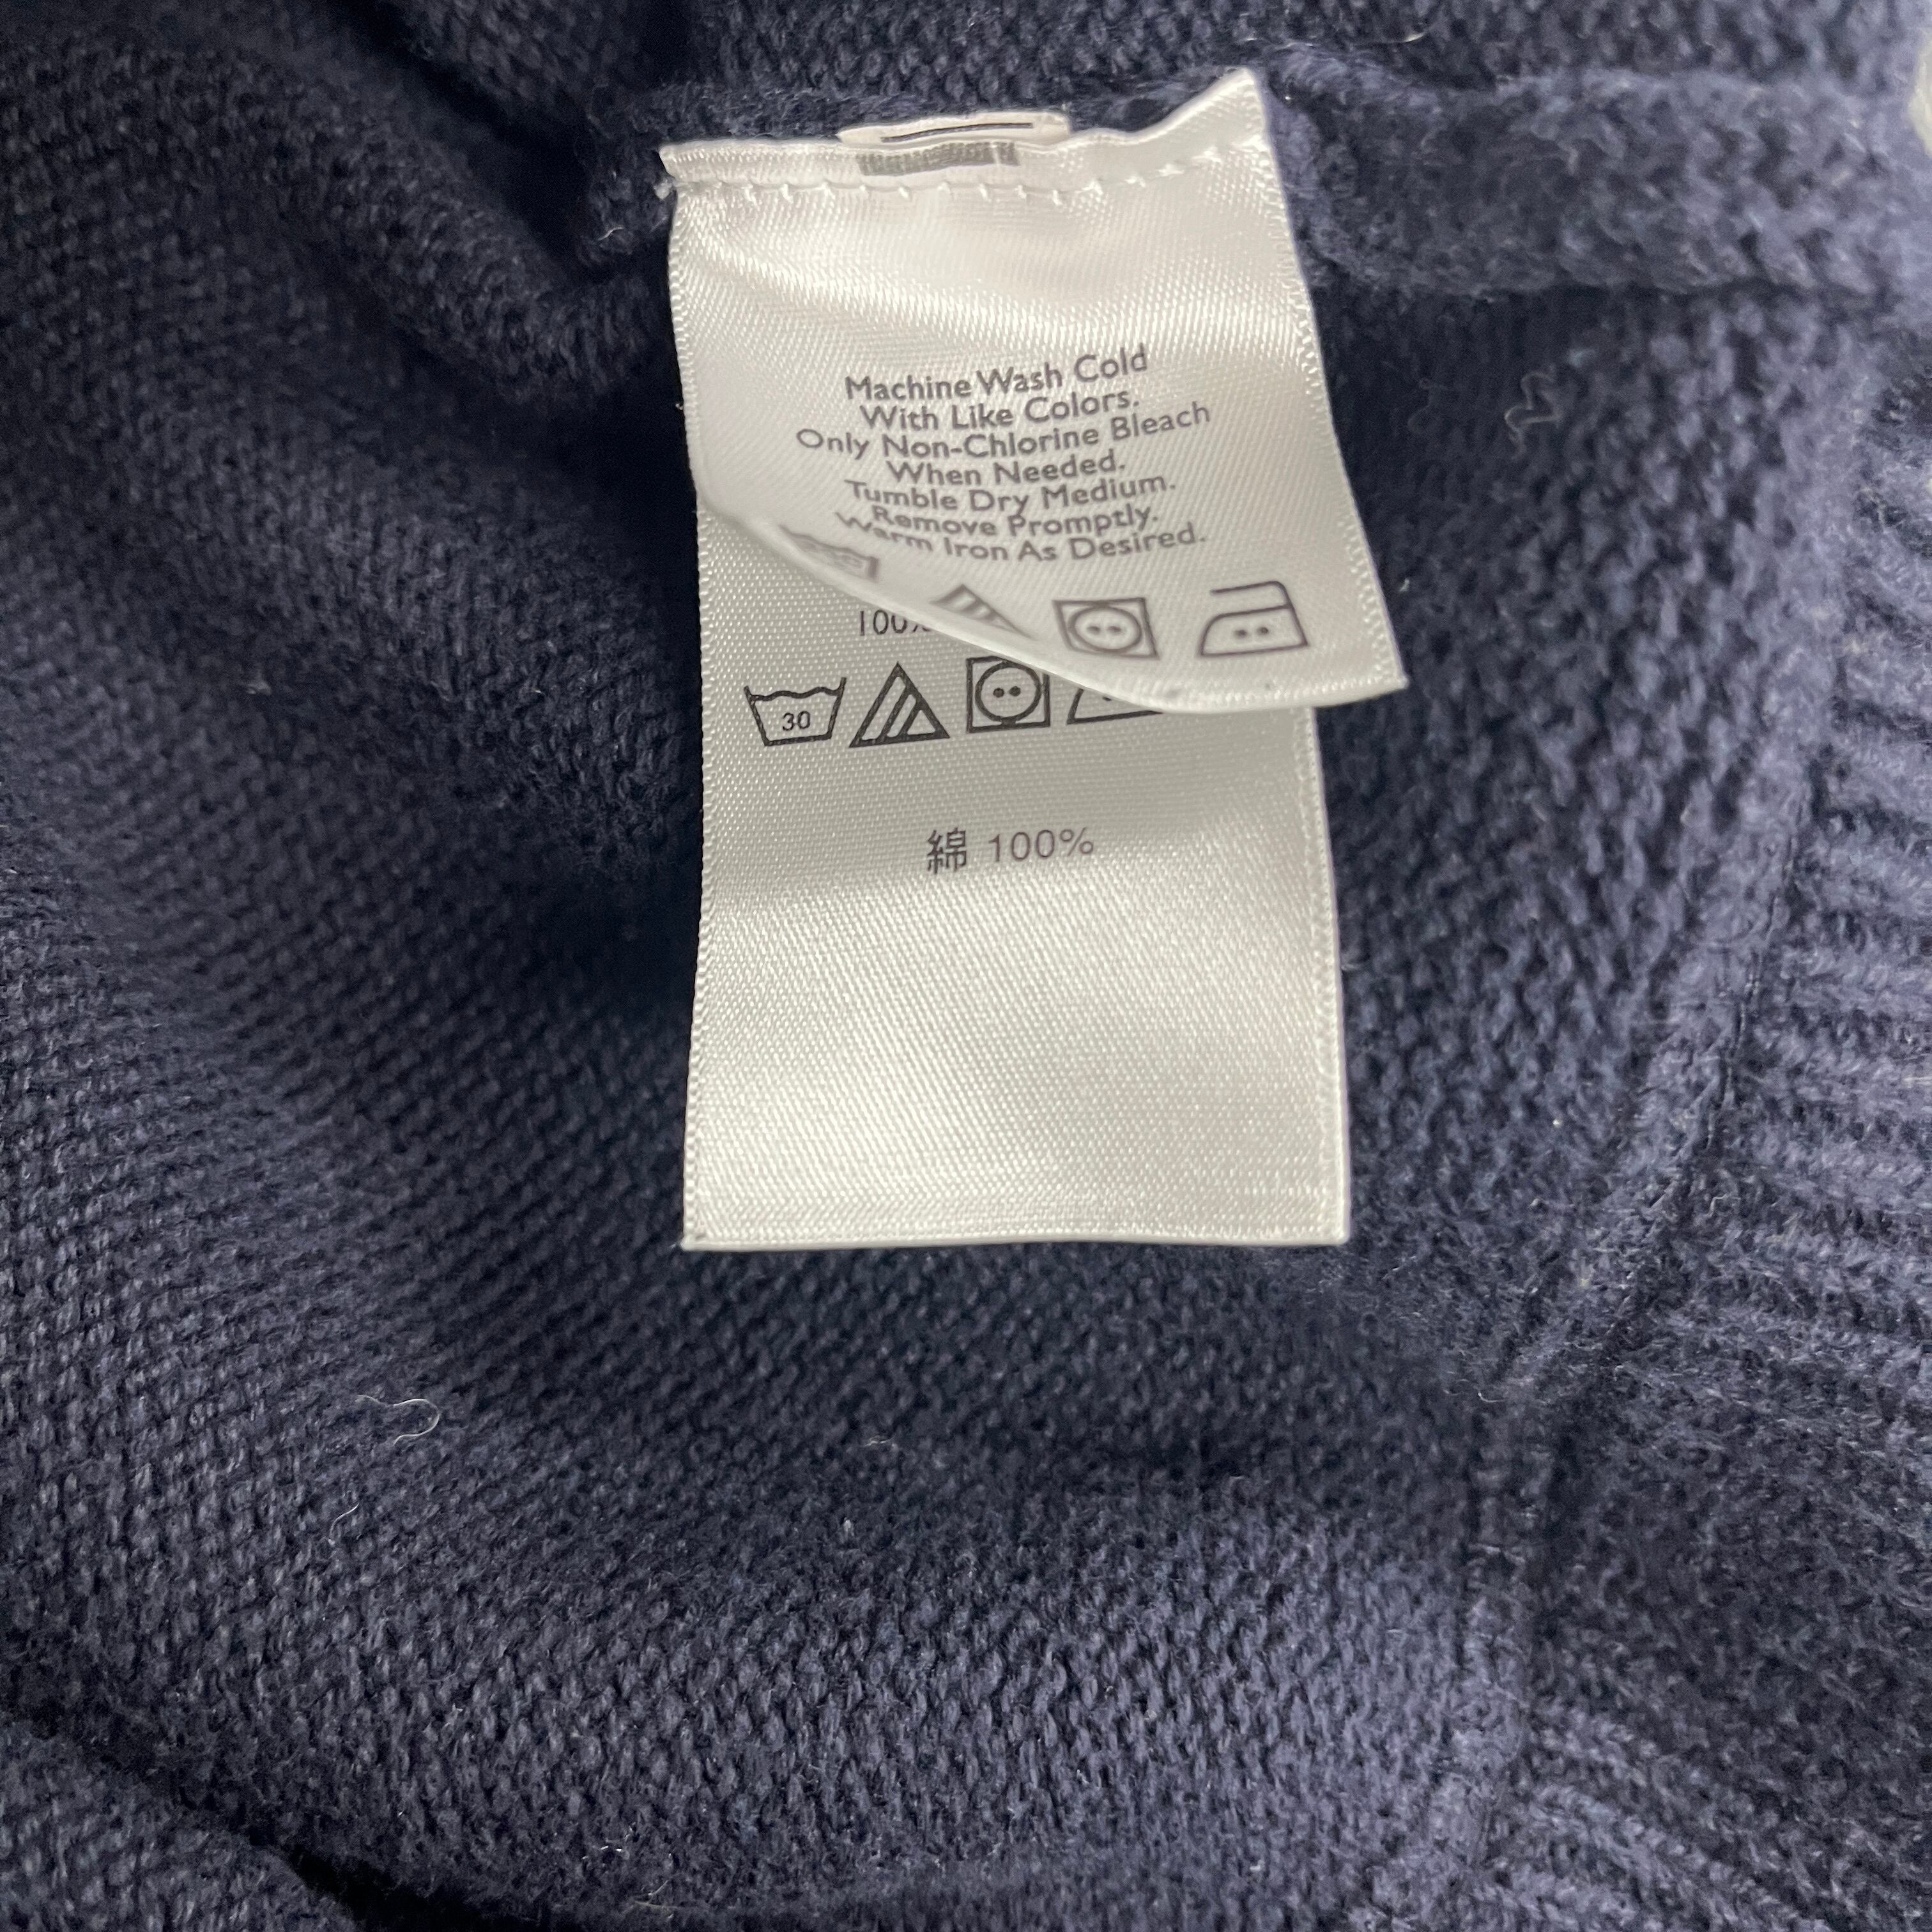 Machine Wash Cold
With Like Colors.
Only Non-Chlorine Bleach
When Needed.
Tumble Dry Medium.
Remove Promptly.
Warm Iron As Desired.
100%
30
綿 100%